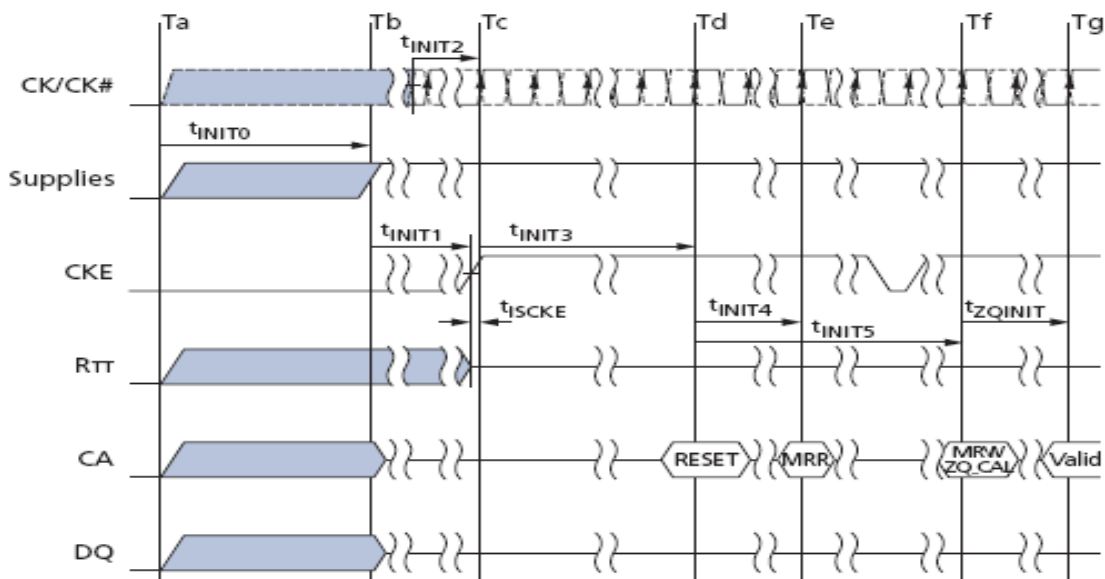 Ta Tb Tc Td Te Tf Tg
tINIT2
CK/CK#
tINIT0
Supplies
tINIT1 tINIT3
CKE
tISCKE tINIT4 tZQINIT
tINIT5
RTT
CA RESET MRR MRW ZQ_CAL Valid
DQ